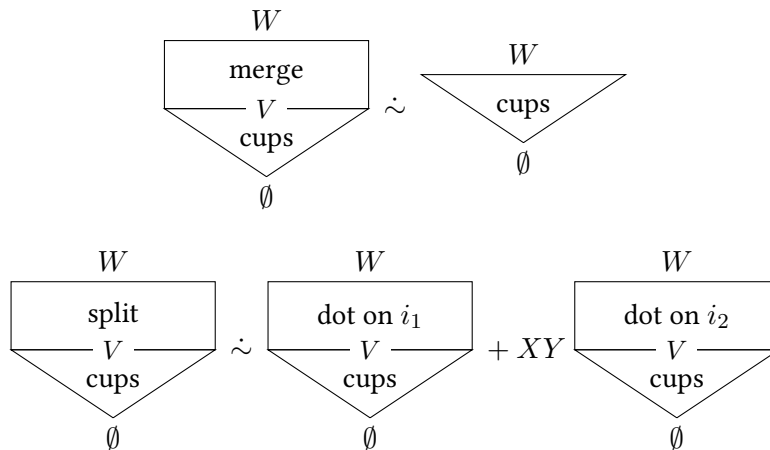 W W
merge
V ∼̇ cups
cups
∅ ∅
W W W
split dot on i₁ dot on i₂
V ∼̇ V + XY V
cups cups cups
∅ ∅ ∅